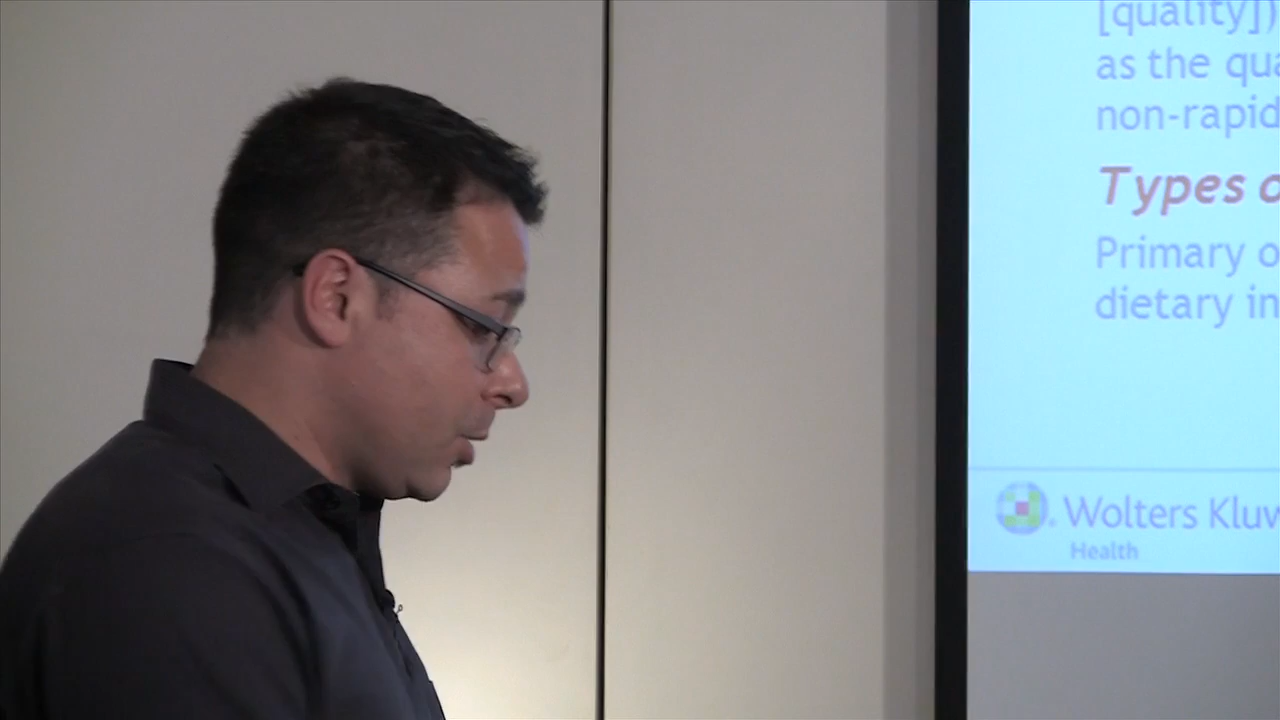 [quality])
as the qua
non-rapid
Types o
Primary o
dietary in
Wolters Kluw
Health